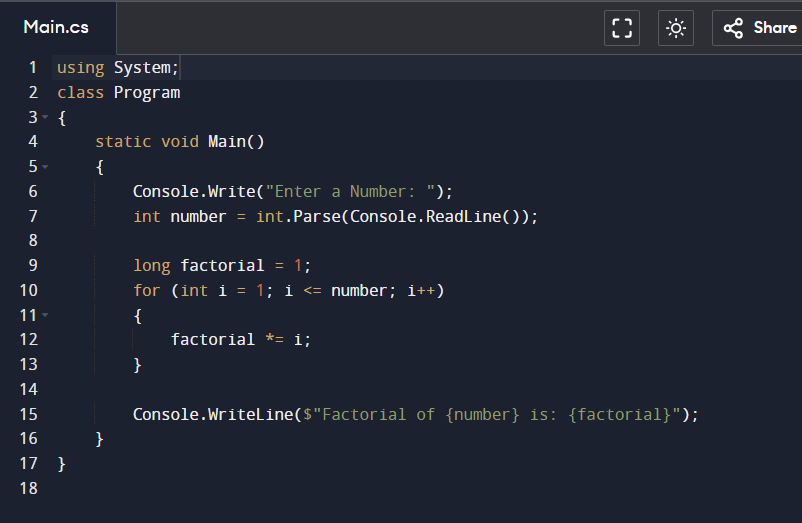 Main.cs
Share
1 using System;
2 class Program
3 {
4     static void Main()
5     {
6         Console.Write("Enter a Number: ");
7         int number = int.Parse(Console.ReadLine());
8
9         long factorial = 1;
10         for (int i = 1; i <= number; i++)
11         {
12             factorial *= i;
13         }
14
15         Console.WriteLine($"Factorial of {number} is: {factorial}");
16     }
17 }
18